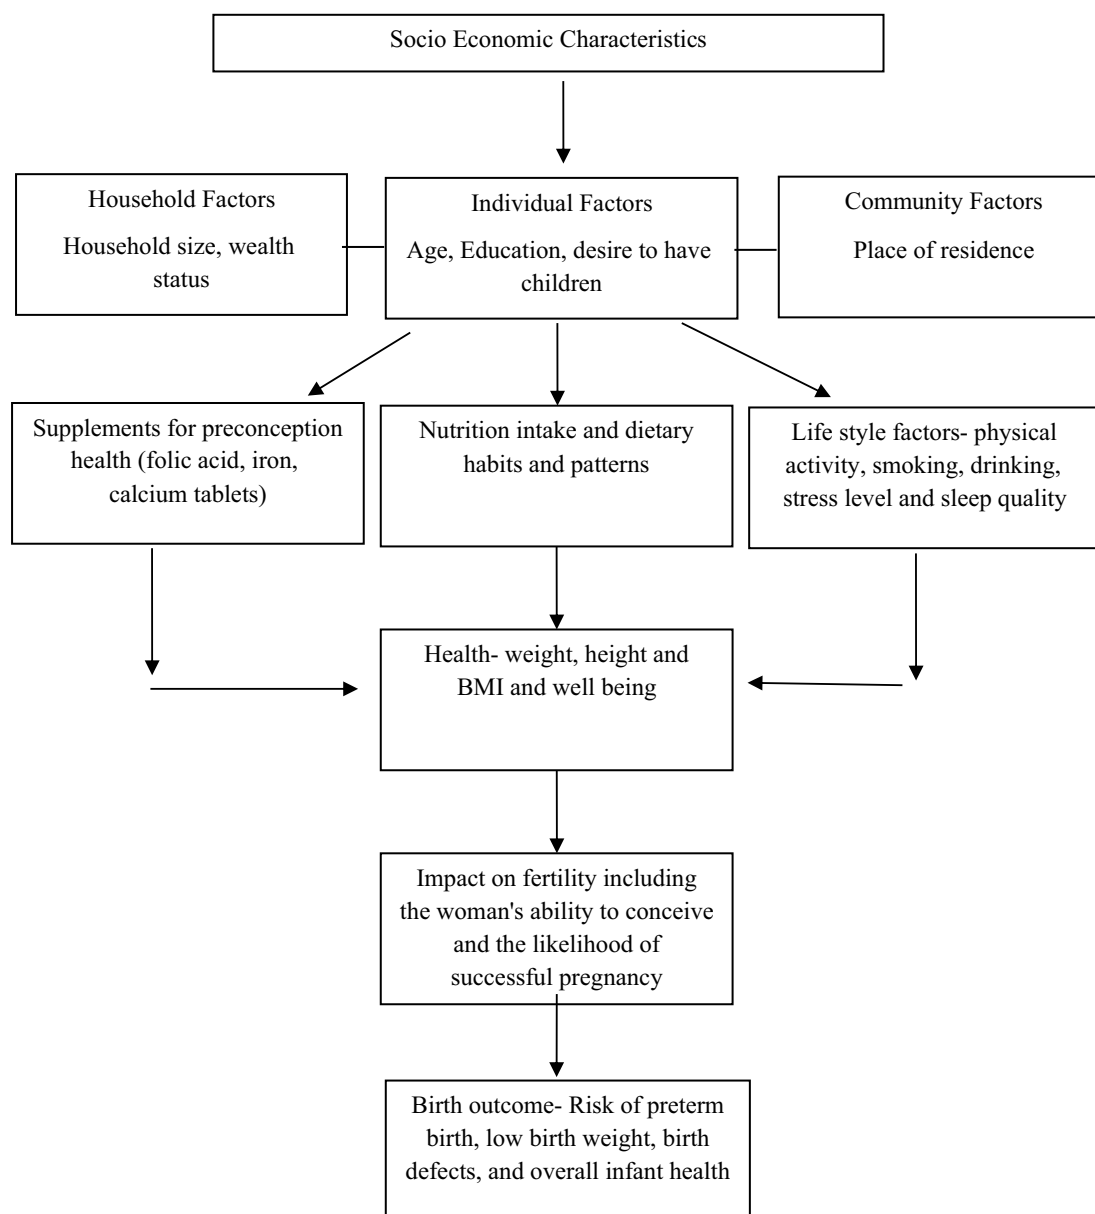 Socio Economic Characteristics
Household Factors
Household size, wealth
status
Individual Factors
Age, Education, desire to have
children
Community Factors
Place of residence
Supplements for preconception
health (folic acid, iron,
calcium tablets)
Nutrition intake and dietary
habits and patterns
Life style factors- physical
activity, smoking, drinking,
stress level and sleep quality
Health- weight, height and
BMI and well being
Impact on fertility including
the woman's ability to conceive
and the likelihood of
successful pregnancy
Birth outcome- Risk of preterm
birth, low birth weight, birth
defects, and overall infant health